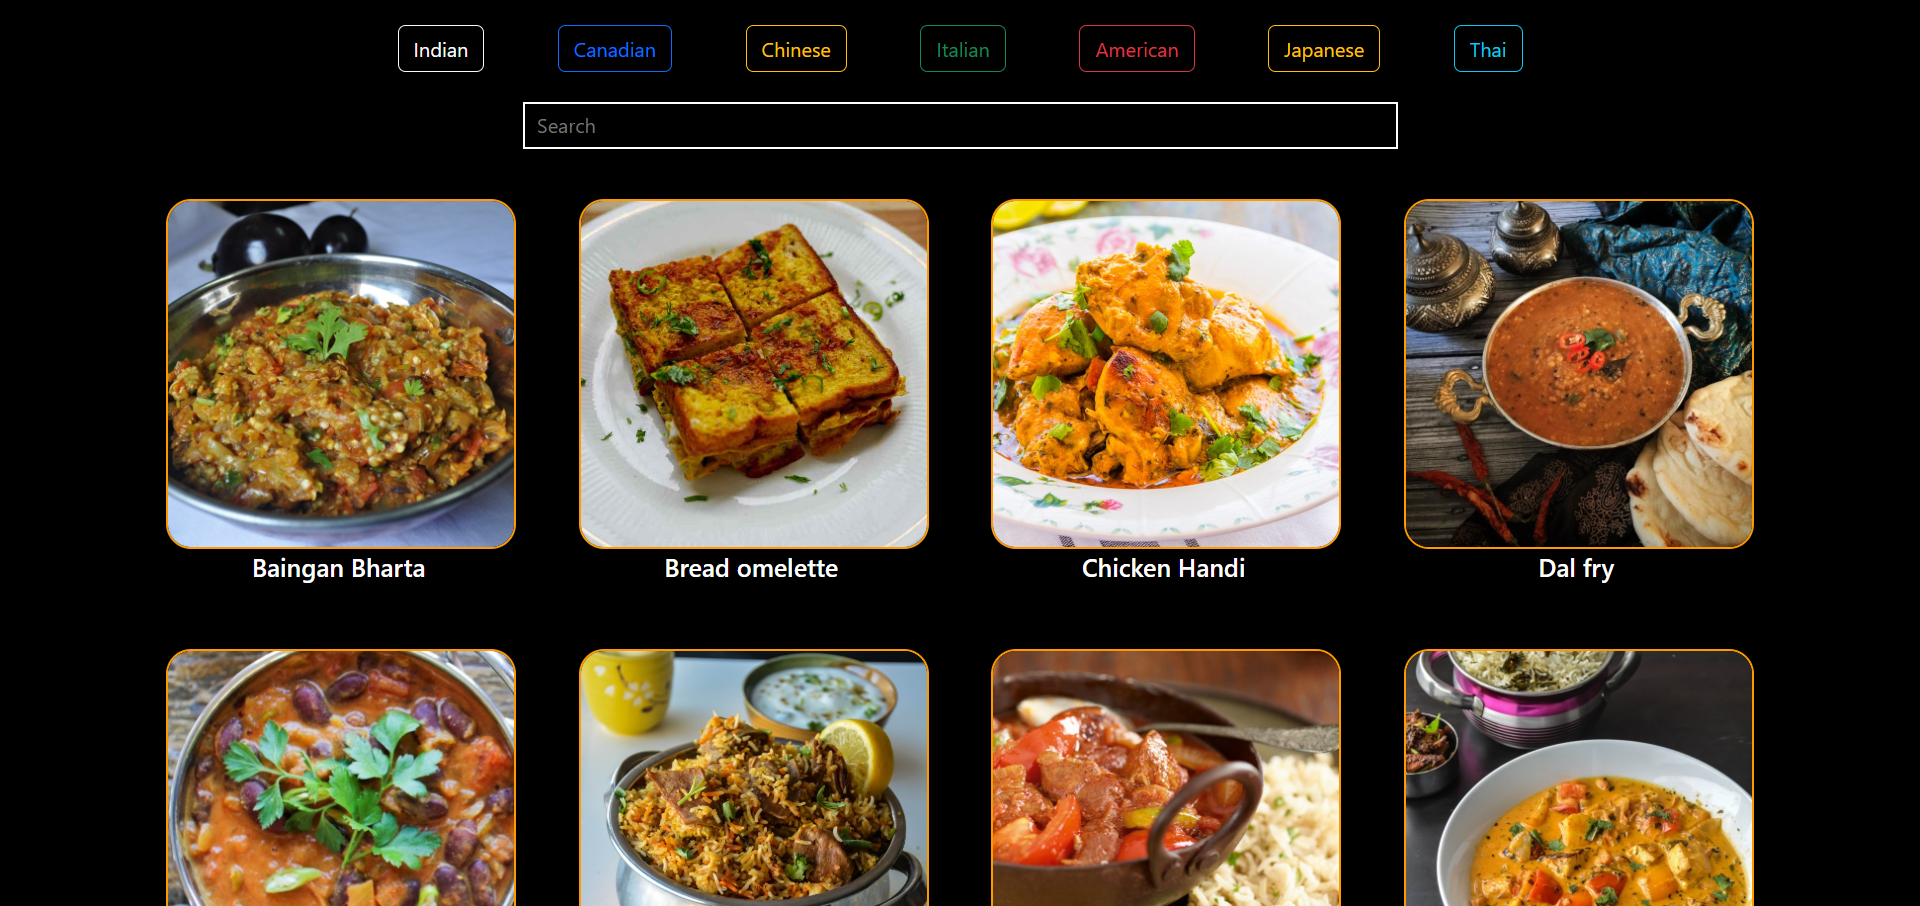 Indian Canadian Chinese Italian American Japanese Thai
Search
Baingan Bharta Bread omelette Chicken Handi Dal fry